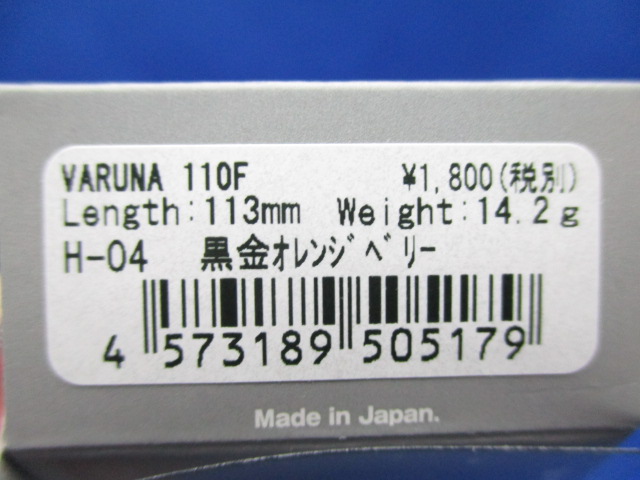 VARUNA 110F ¥1,800(税別)
Length:113mm Weight:14.2g
H-04 黒金オレンジベリー
4 573189 505179
Made in Japan.